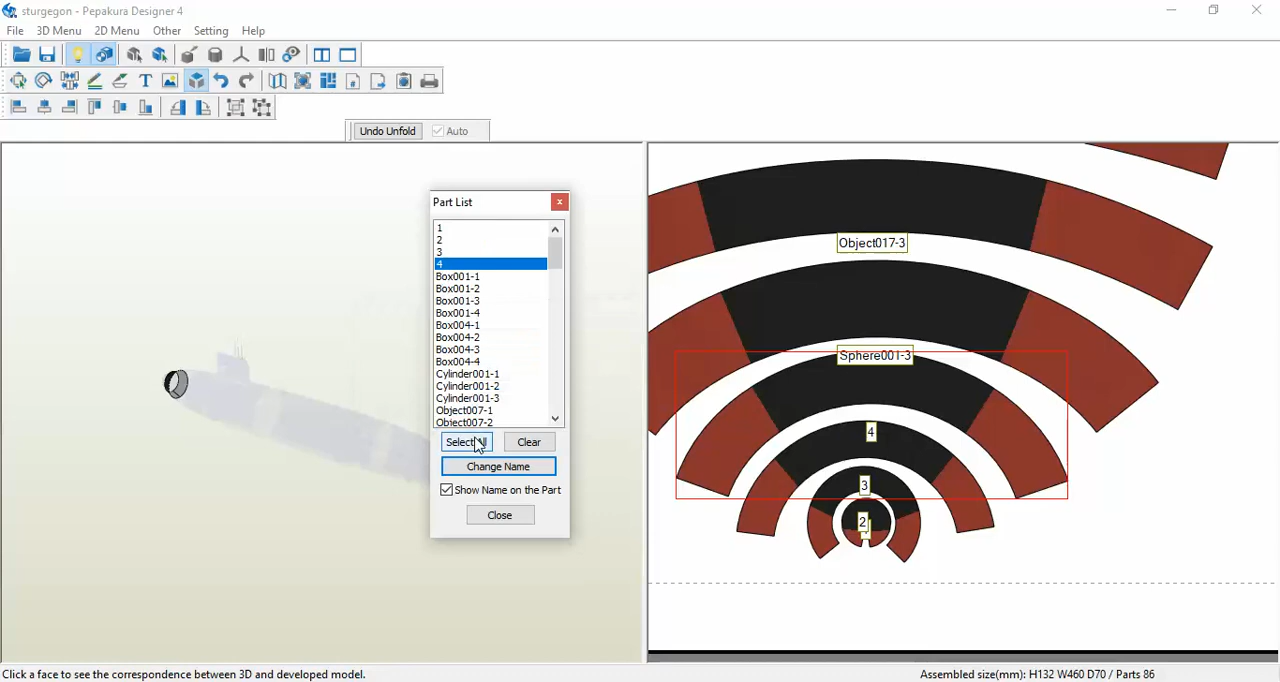 sturgegon - Pepakura Designer 4
File 3D Menu 2D Menu Other Setting Help
Undo Unfold Auto
Part List
1
2
3
4
Box001-1
Box001-2
Box001-3
Box001-4
Box004-1
Box004-2
Box004-3
Box004-4
Cylinder001-1
Cylinder001-2
Cylinder001-3
Object007-1
Object007-2
Select All Clear
Change Name
Show Name on the Part
Close
Object017-3
Sphere001-3
4
3
2
Click a face to see the correspondence between 3D and developed model.
Assembled size(mm): H132 W460 D70 / Parts 86